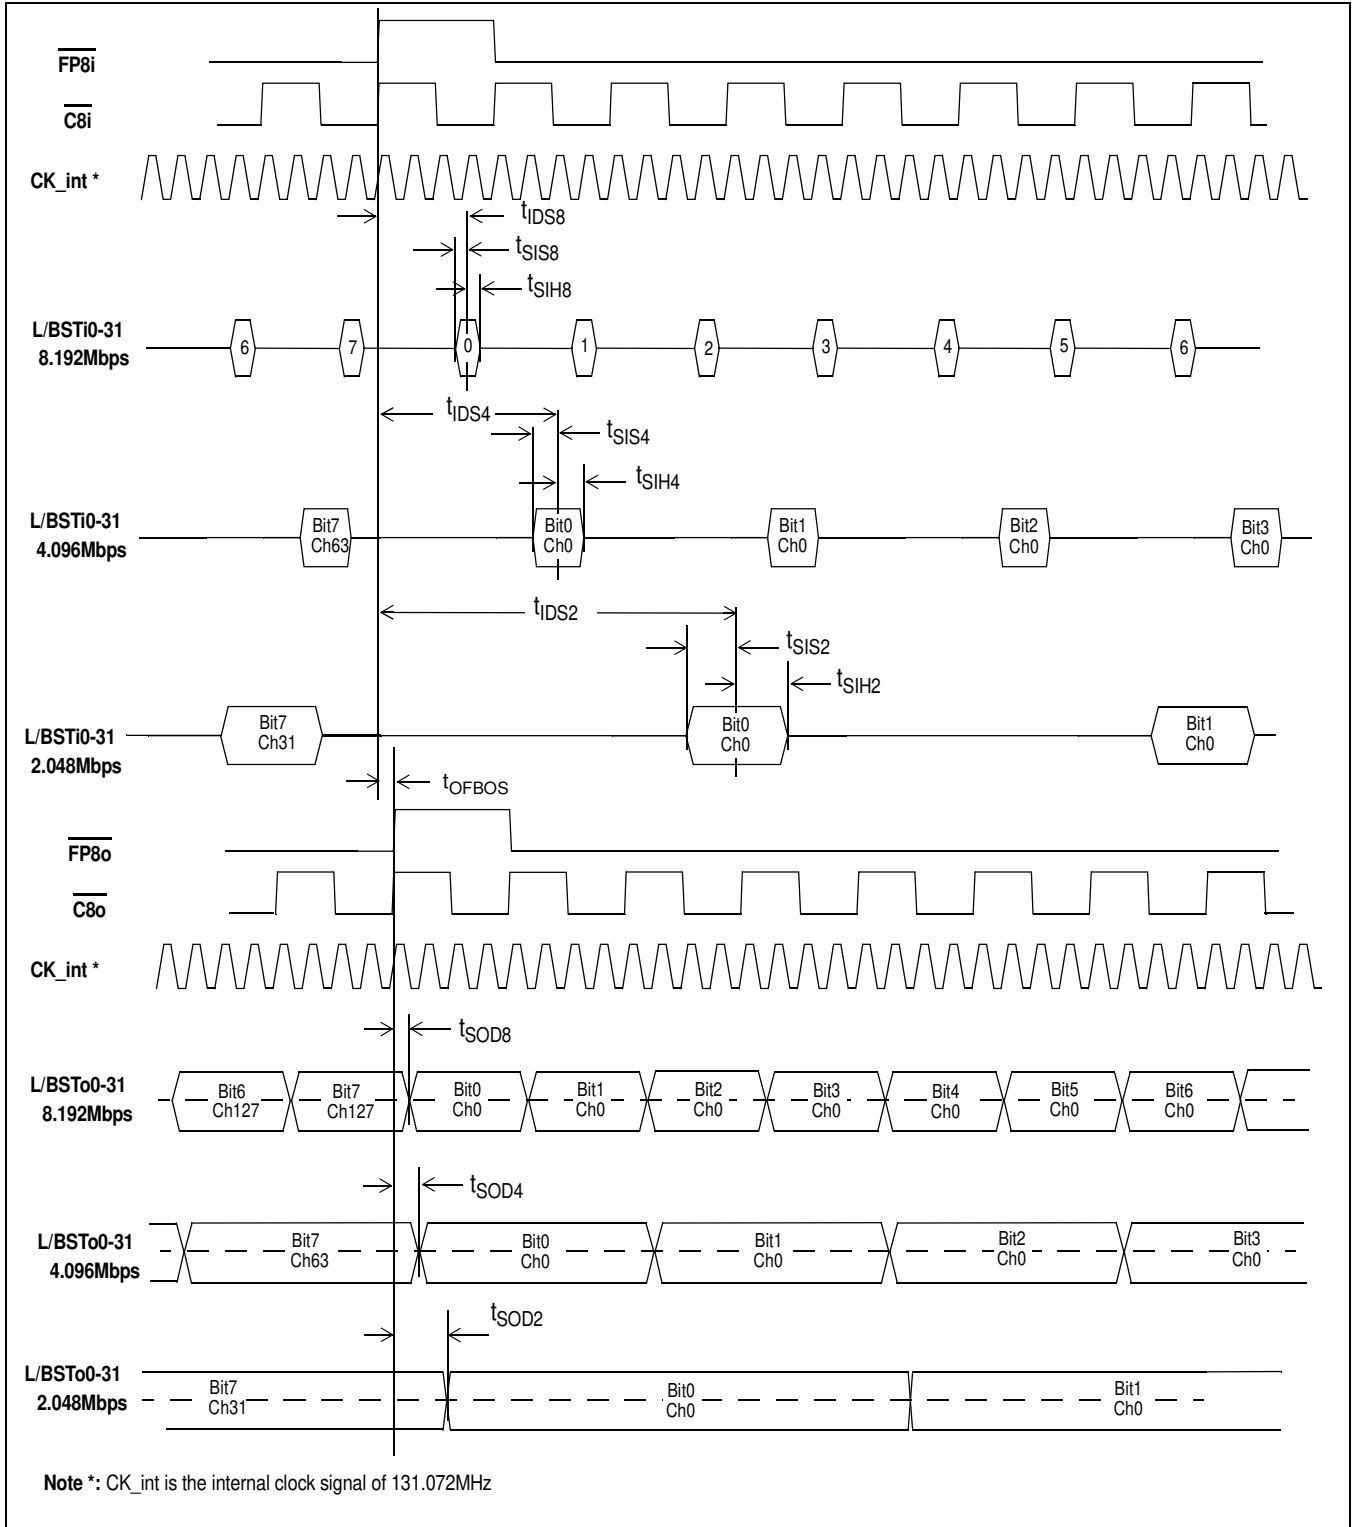 FP8i
C8i
CK_int *
tIDS8
tSIS8
tSIH8
L/BSTi0-31
8.192Mbps
6 7 0 1 2 3 4 5 6
tIDS4
tSIS4
tSIH4
L/BSTi0-31
4.096Mbps
Bit7 Bit0 Bit1 Bit2 Bit3
Ch63 Ch0 Ch0 Ch0 Ch0
tIDS2
tSIS2
tSIH2
L/BSTi0-31
2.048Mbps
Bit7 Bit0 Bit1
Ch31 Ch0 Ch0
tOFBOS
FP8o
C8o
CK_int *
tSOD8
L/BSTo0-31
8.192Mbps
Bit6 Bit7 Bit0 Bit1 Bit2 Bit3 Bit4 Bit5 Bit6
Ch127 Ch127 Ch0 Ch0 Ch0 Ch0 Ch0 Ch0 Ch0
tSOD4
L/BSTo0-31
4.096Mbps
Bit7 Bit0 Bit1 Bit2 Bit3
Ch63 Ch0 Ch0 Ch0 Ch0
tSOD2
L/BSTo0-31
2.048Mbps
Bit7 Bit0 Bit1
Ch31 Ch0 Ch0
Note *: CK_int is the internal clock signal of 131.072MHz